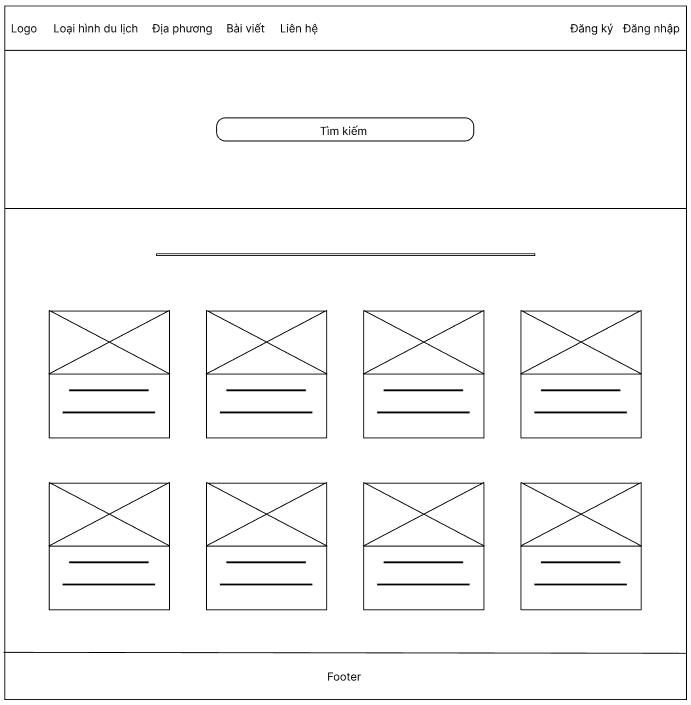 Logo Loại hình du lịch Địa phương Bài viết Liên hệ Đăng ký Đăng nhập
Tìm kiếm
Footer